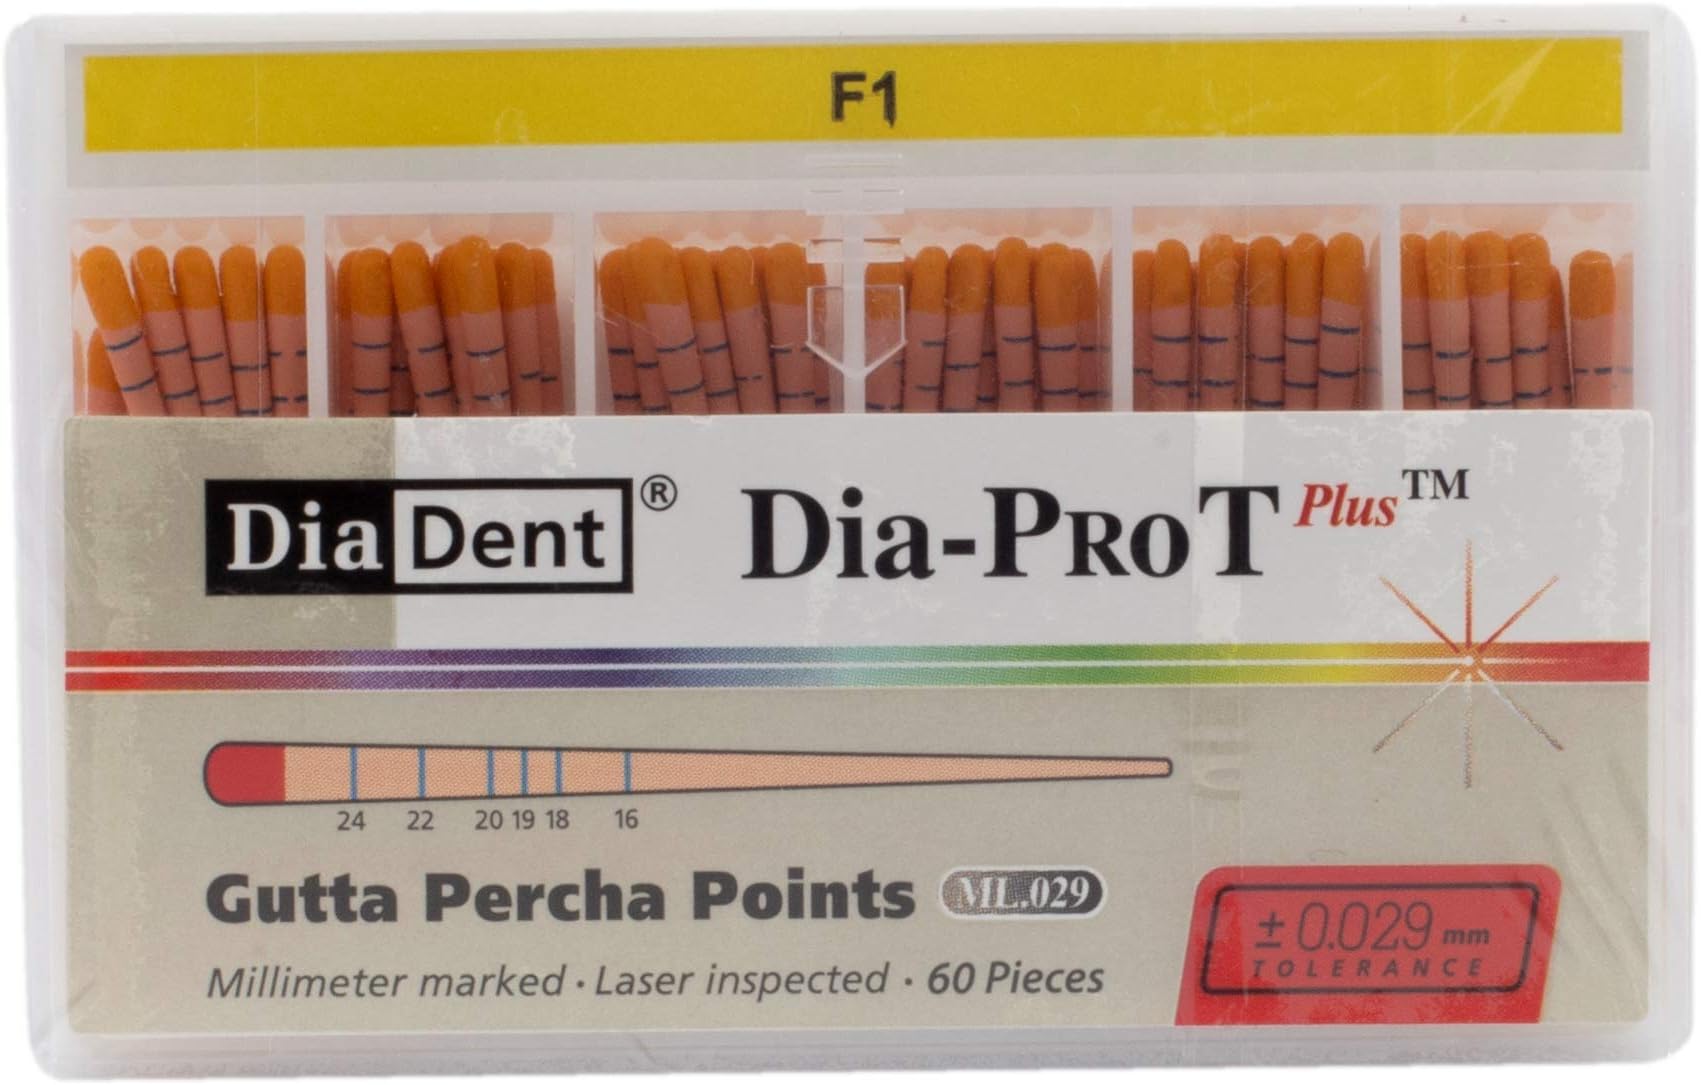 F1
DiaDent® Dia-ProT Plus™
24 22 20 19 18 16
Gutta Percha Points ML.029
Millimeter marked · Laser inspected · 60 Pieces
± 0.029 mm
TOLERANCE